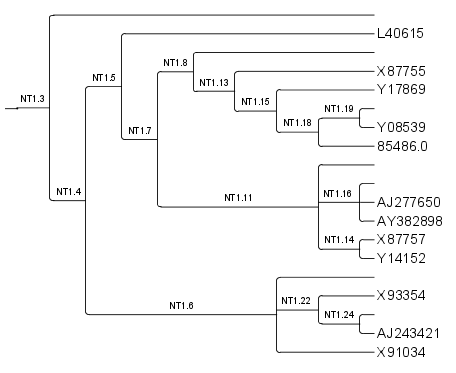 L40615
NT1.8
X87755
NT1.5
NT1.13
Y17869
NT1.3
NT1.15
NT1.19
NT1.18
Y08539
NT1.7
85486.0
NT1.4
NT1.11
NT1.16
AJ277650
AY382898
NT1.14
X87757
Y14152
X93354
NT1.6
NT1.22
NT1.24
AJ243421
X91034